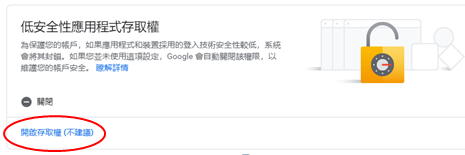 低安全性應用程式存取權
為保護您的帳戶，如果應用程式和裝置採用的登入技術安全性較低，系統
會將其封鎖。如果您並未使用這項設定，Google 會自動關閉該權限，以
維護您的帳戶安全。 瞭解詳情
關閉
開啟存取權 (不建議)